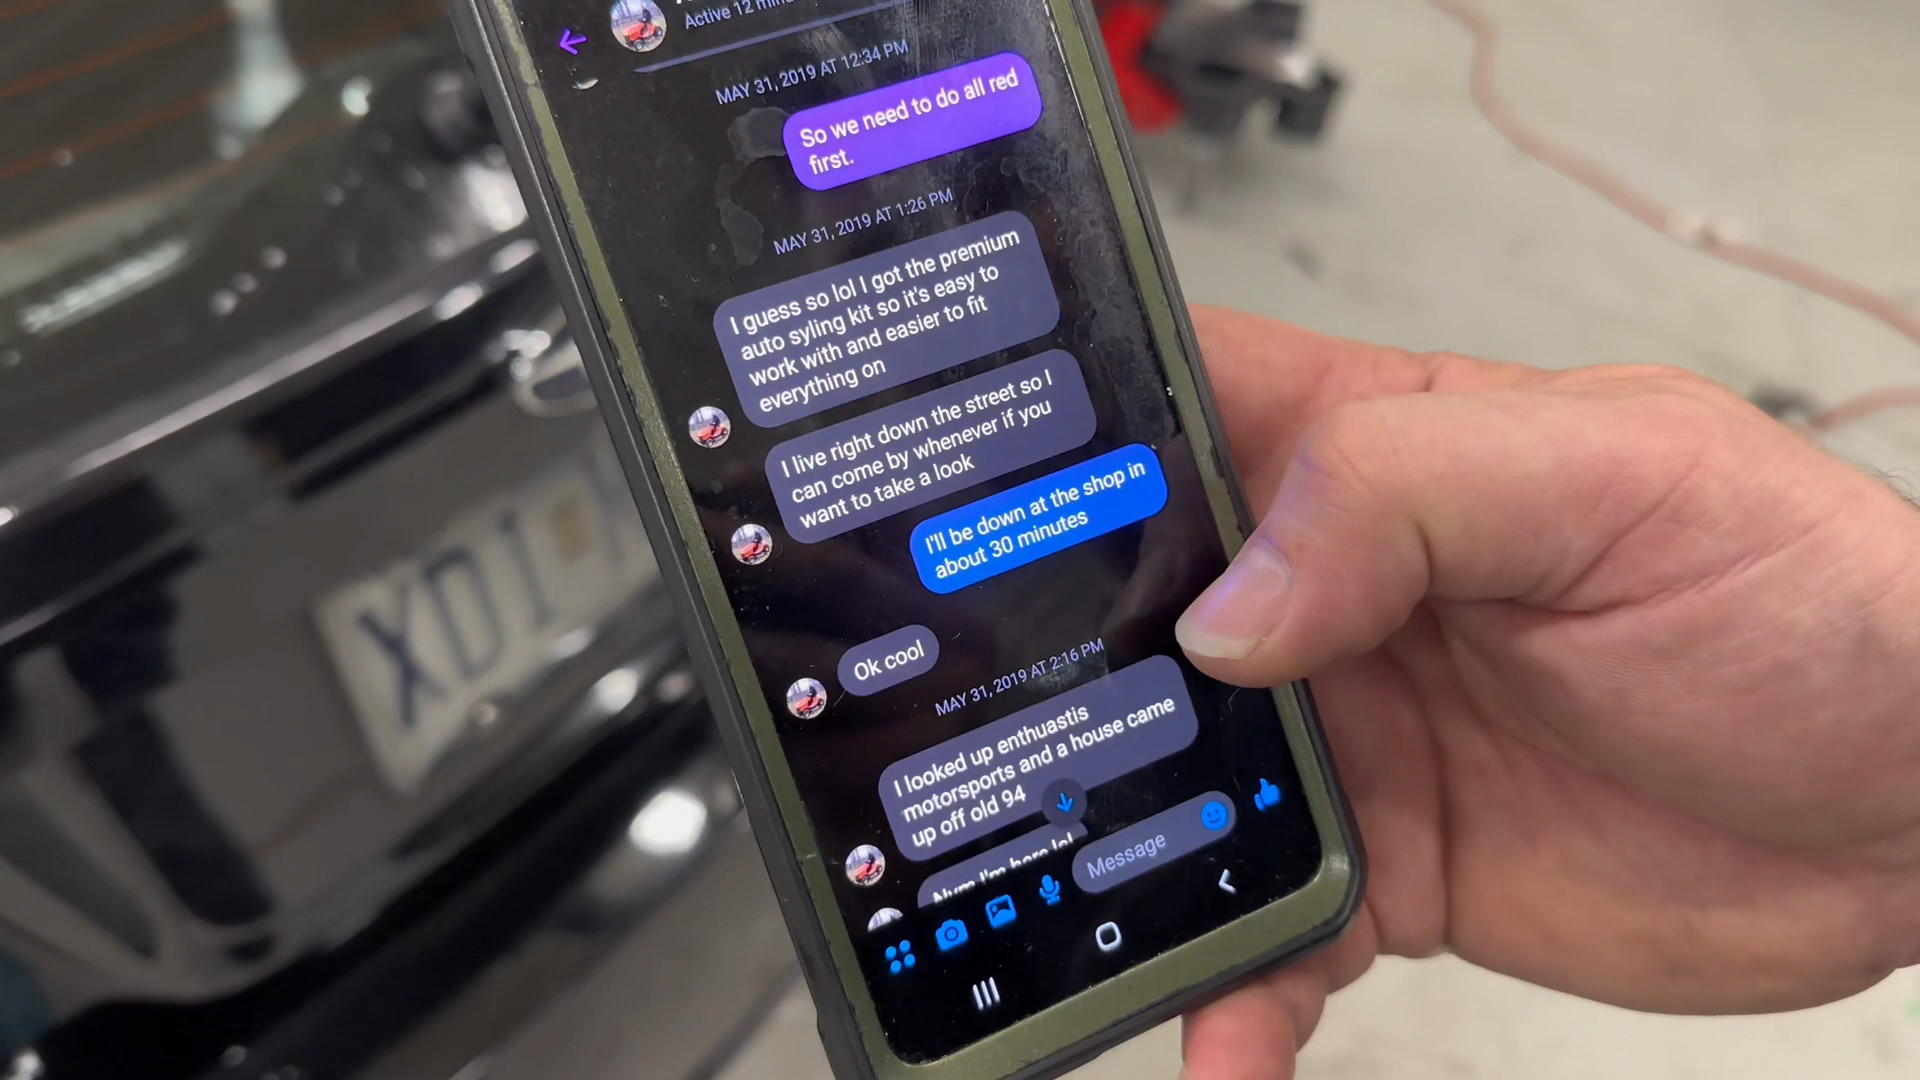 Active 12
MAY 31, 2019 AT 12:34 PM
So we need to do all red
first.
MAY 31, 2019 AT 1:26 PM
I guess so lol I got the premium
auto syling kit so it's easy to
work with and easier to fit
everything on
I live right down the street so I
can come by whenever if you
want to take a look
I'll be down at the shop in
about 30 minutes
Ok cool
MAY 31, 2019 AT 2:16 PM
I looked up enthuastis
motorsports and a house came
up off old 94
Nvm I'm here lol
Message
XDI